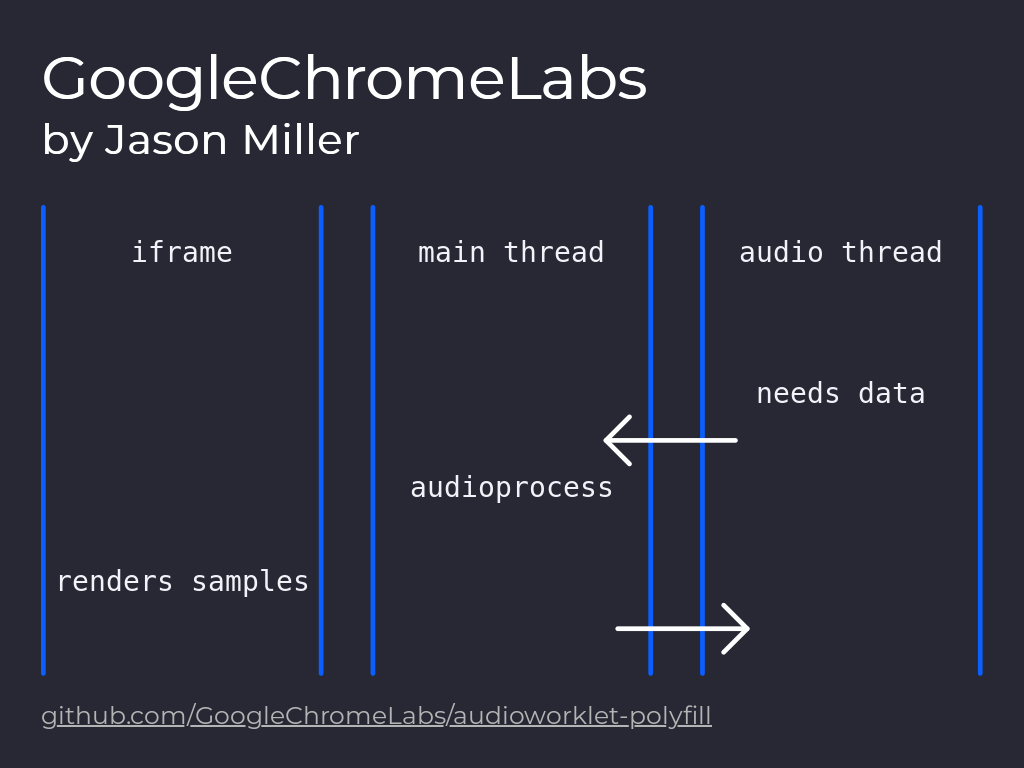 GoogleChromeLabs
by Jason Miller
iframe
main thread
audio thread
needs data
audioprocess
renders samples
github.com/GoogleChromeLabs/audioworklet-polyfill